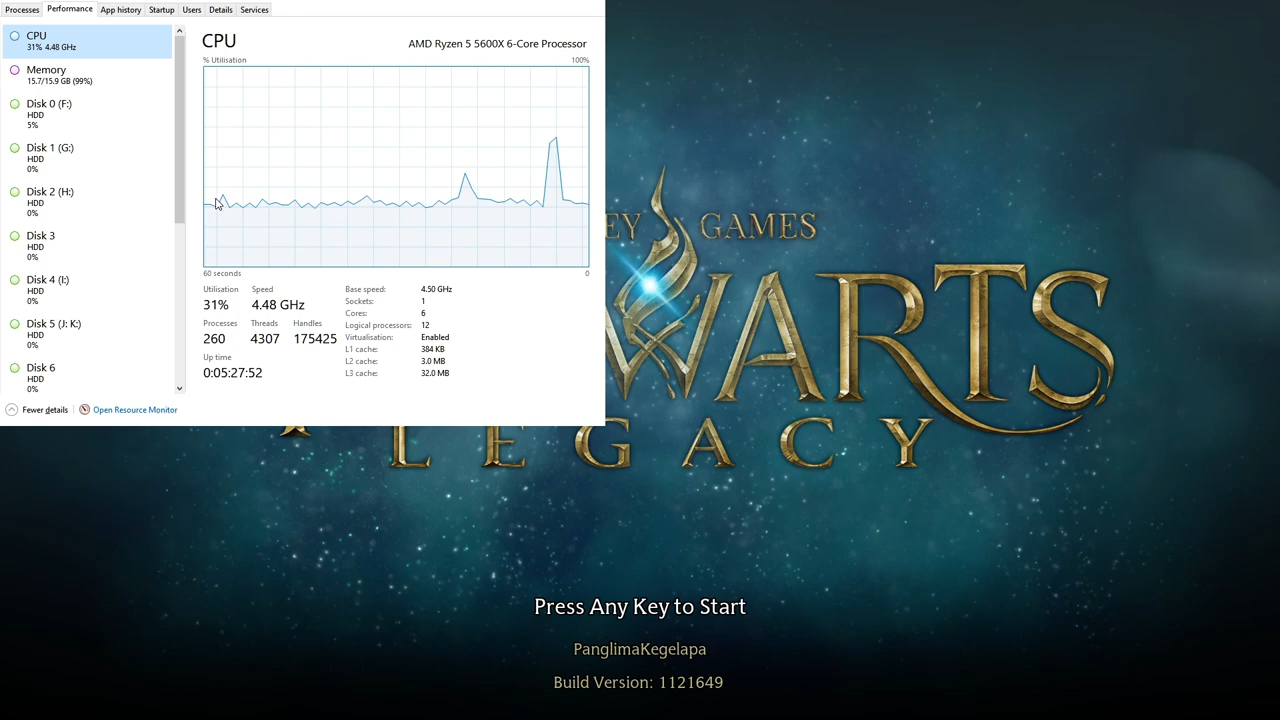 Processes Performance App history Startup Users Details Services
CPU
31% 4.48 GHz
Memory
15.7/15.9 GB (99%)
Disk 0 (F:)
HDD
5%
Disk 1 (G:)
HDD
0%
Disk 2 (H:)
HDD
0%
Disk 3
HDD
0%
Disk 4 (I:)
HDD
0%
Disk 5 (J: K:)
HDD
0%
Disk 6
HDD
0%
Fewer details Open Resource Monitor
CPU AMD Ryzen 5 5600X 6-Core Processor
% Utilisation 100%
60 seconds 0
Utilisation Speed
31% 4.48 GHz
Processes Threads Handles
260 4307 175425
Up time
0:05:27:52
Base speed: 4.50 GHz
Sockets: 1
Cores: 6
Logical processors: 12
Virtualisation: Enabled
L1 cache: 384 KB
L2 cache: 3.0 MB
L3 cache: 32.0 MB
EY GAMES
WARTS
LEGACY
Press Any Key to Start
PanglimaKegelapa
Build Version: 1121649